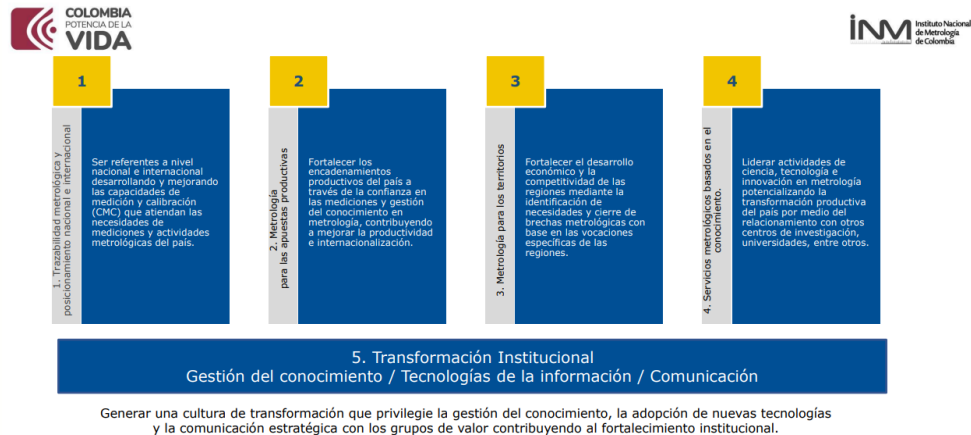 COLOMBIA
POTENCIA DE LA
VIDA
INM
Instituto Nacional
de Metrología
de Colombia
1
1. Trazabilidad metrológica y
posicionamiento nacional e internacional
Ser referentes a nivel
nacional e internacional
desarrollando y mejorando
las capacidades de
medición y calibración
(CMC) que atiendan las
necesidades de
mediciones y actividades
metrológicas del país.
2
2. Metrología
para las apuestas productivas
Fortalecer los
encadenamientos
productivos del país a
través de la confianza en
las mediciones y gestión
del conocimiento en
metrología, contribuyendo
a mejorar la productividad
e internacionalización.
3
3. Metrología para los territorios
Fortalecer el desarrollo
económico y la
competitividad de las
regiones mediante la
identificación de
necesidades y cierre de
brechas metrológicas con
base en las vocaciones
específicas de las
regiones.
4
4. Servicios metrológicos basados en el
conocimiento.
Liderar actividades de
ciencia, tecnología e
innovación en metrología
potencializando la
transformación productiva
del país por medio del
relacionamiento con otros
centros de investigación,
universidades, entre otros.
5. Transformación Institucional
Gestión del conocimiento / Tecnologías de la información / Comunicación
Generar una cultura de transformación que privilegie la gestión del conocimiento, la adopción de nuevas tecnologías
y la comunicación estratégica con los grupos de valor contribuyendo al fortalecimiento institucional.